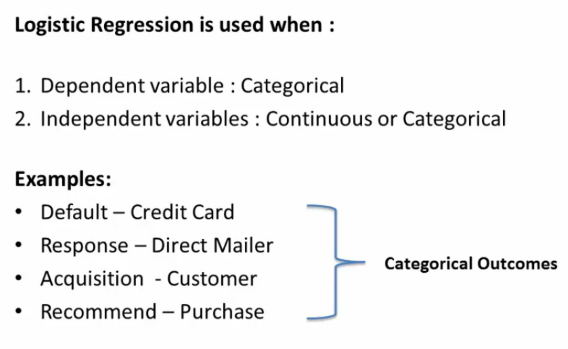 Logistic Regression is used when :
1. Dependent variable : Categorical
2. Independent variables : Continuous or Categorical
Examples:
• Default – Credit Card
• Response – Direct Mailer
• Acquisition - Customer
• Recommend – Purchase
Categorical Outcomes